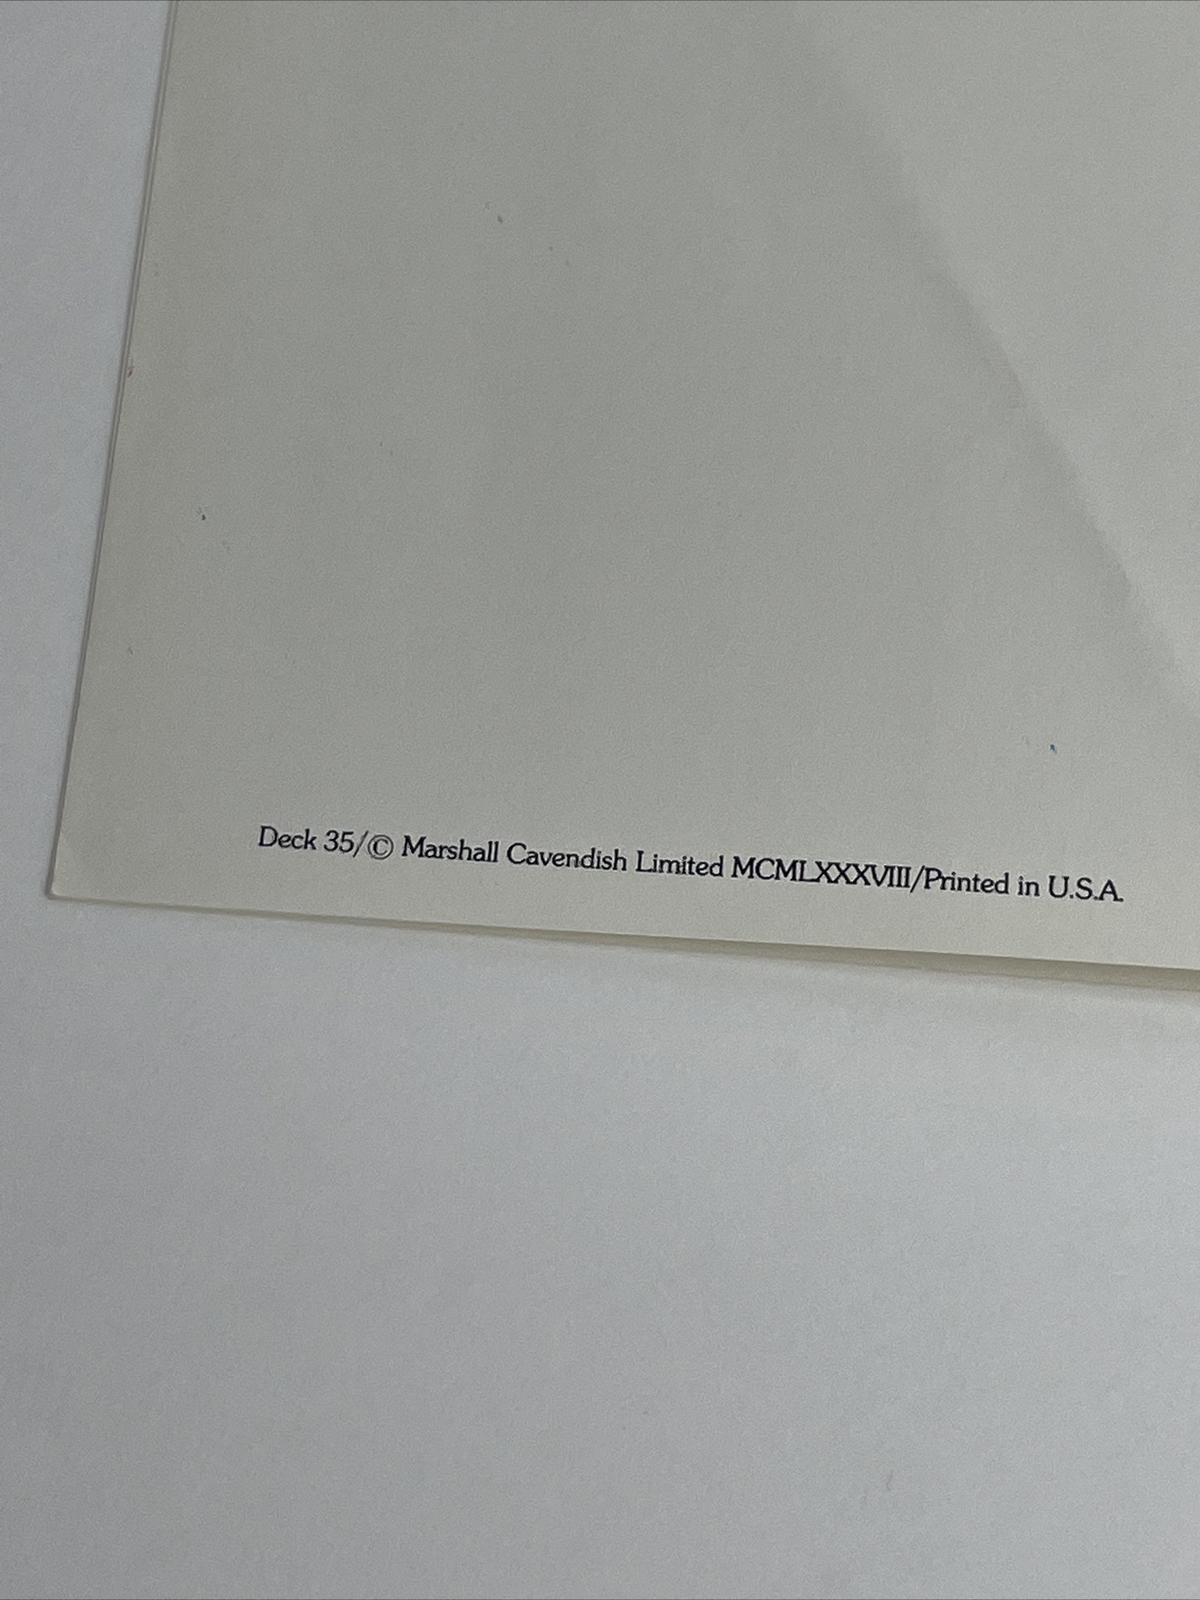 Deck 35/© Marshall Cavendish Limited MCMLXXXVIII/Printed in U.S.A.